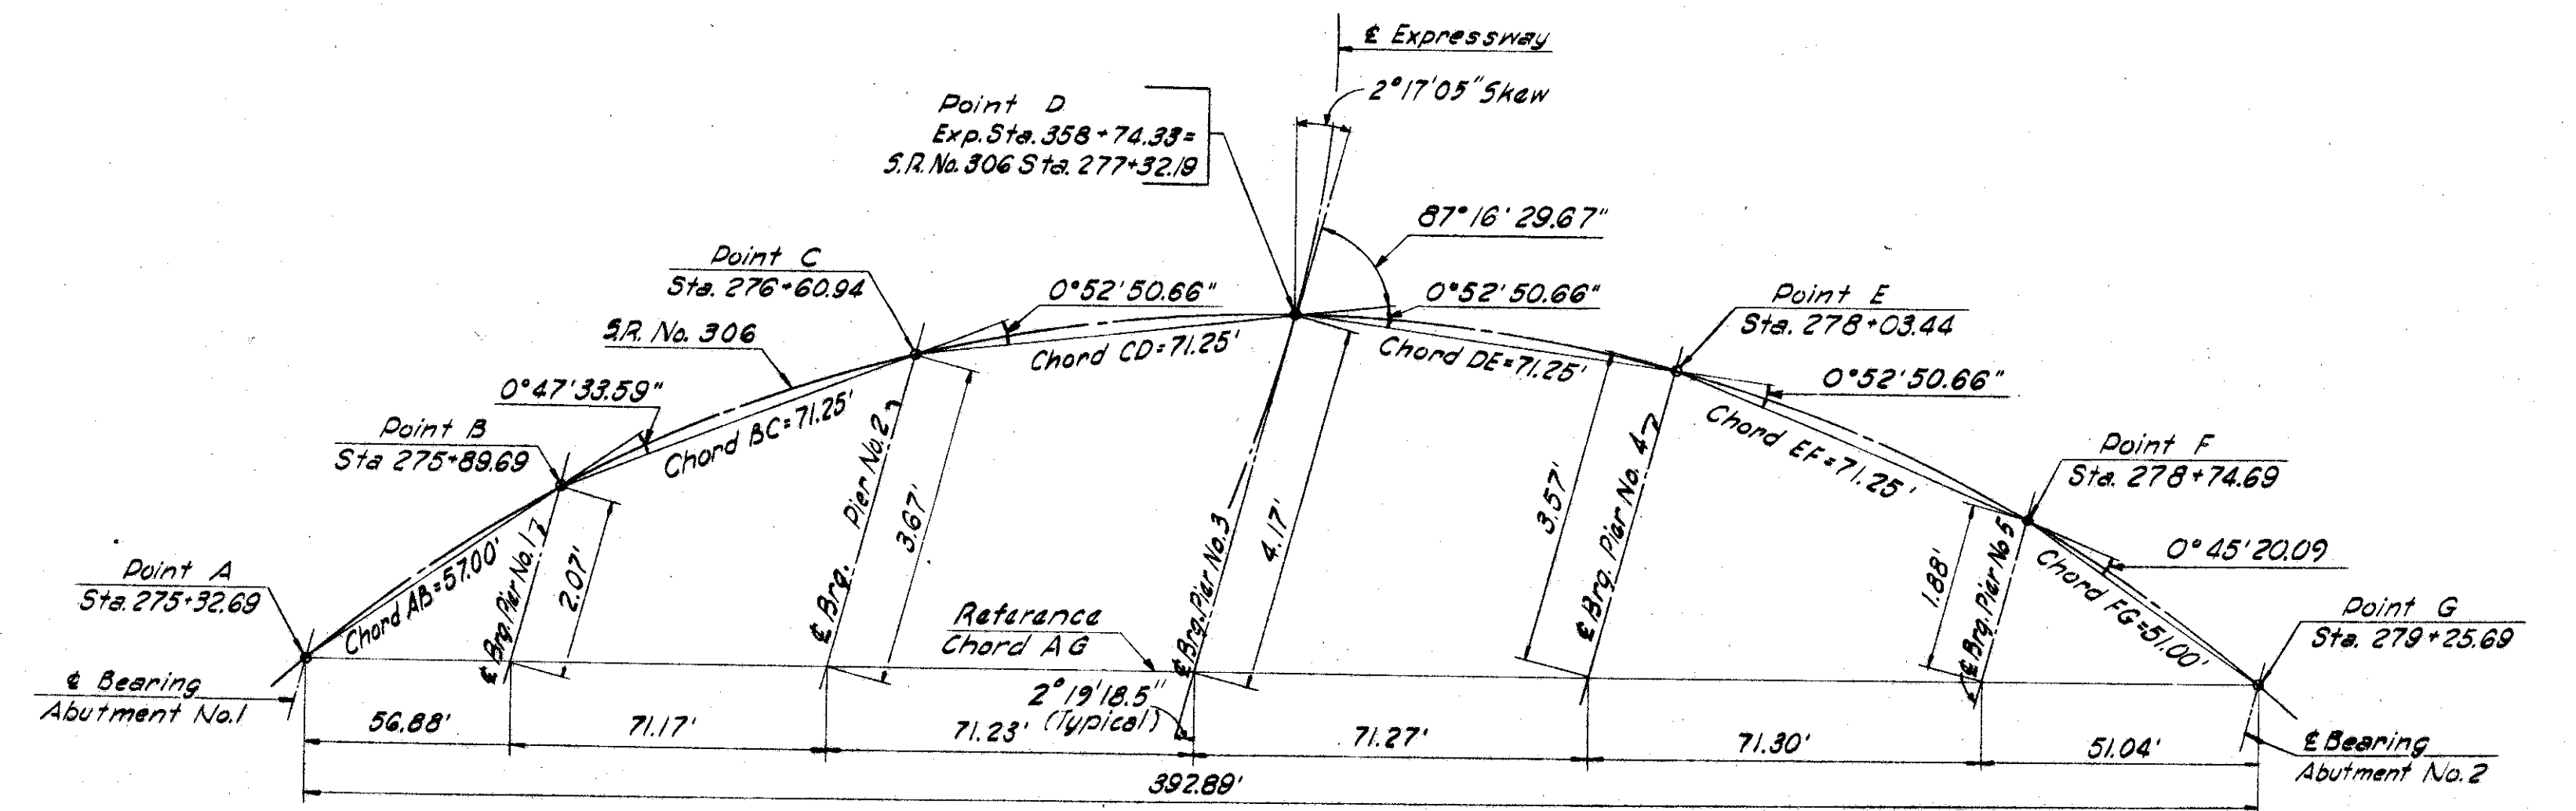 ℄ Expressway
2°17'05" Skew
Point D
Exp. Sta. 358+74.33=
S.R. No. 306 Sta. 277+32.19
87°16'29.67"
Point C
Sta. 276+60.94
0°52'50.66"
0°52'50.66"
Point E
Sta. 278+03.44
S.R. No. 306
Chord CD=71.25'
Chord DE=71.25'
0°47'33.59"
0°52'50.66"
Chord BC=71.25'
Chord EF=71.25'
Point B
Sta 275+89.69
Point F
Sta. 278+74.69
℄ Brg. Pier No. 2
3.67'
4.17'
3.57'
℄ Brg. Pier No. 4
0°45'20.09
Chord AB=57.00'
℄ Brg. Pier No. 1
2.07'
℄ Brg. Pier No. 3
1.88'
℄ Brg. Pier No 5
Chord FG=51.00'
Point A
Sta. 275+32.69
Reference
Chord AG
Point G
Sta. 279+25.69
℄ Bearing
Abutment No.1
2°19'18.5"
(Typical)
56.88'
71.17'
71.23'
71.27'
71.30'
51.04'
℄ Bearing
Abutment No. 2
392.89'